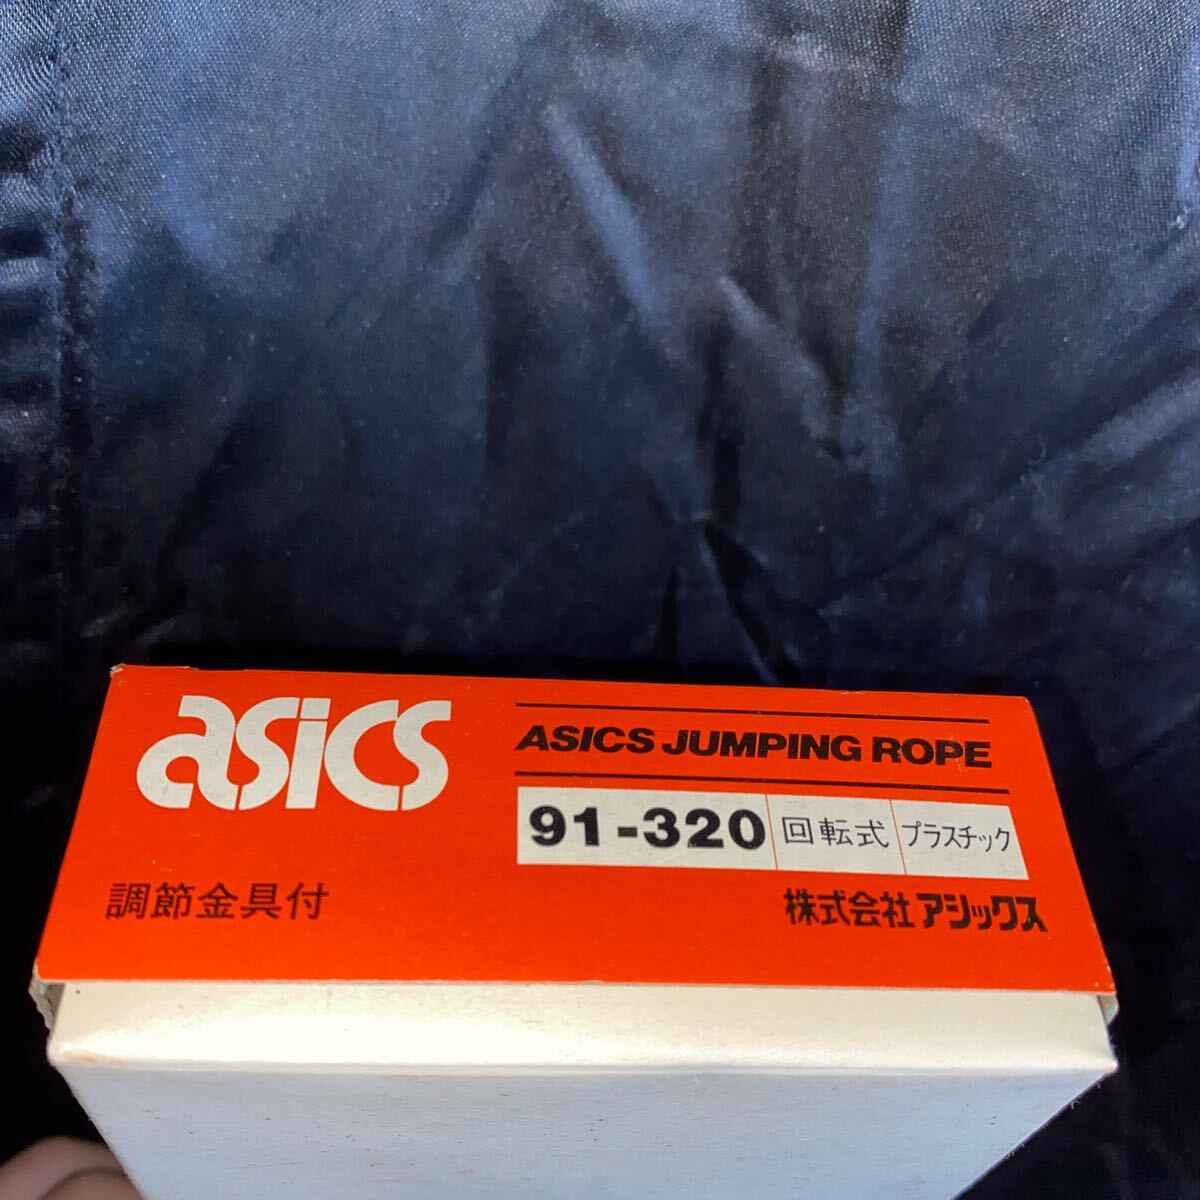 asics
ASICS JUMPING ROPE
91-320 回転式 プラスチック
調節金具付
株式会社アシックス